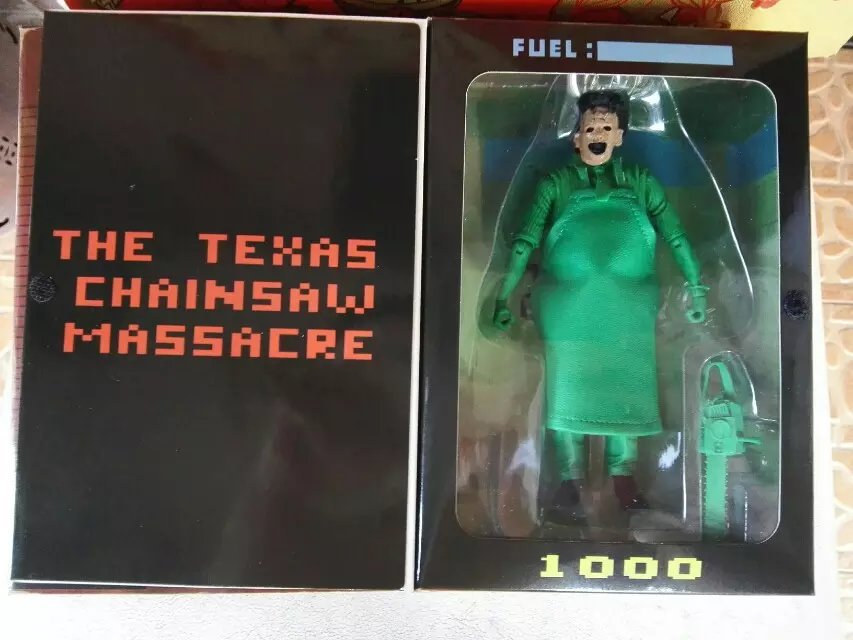 THE TEXAS
CHAINSAW
MASSACRE
FUEL:
1000